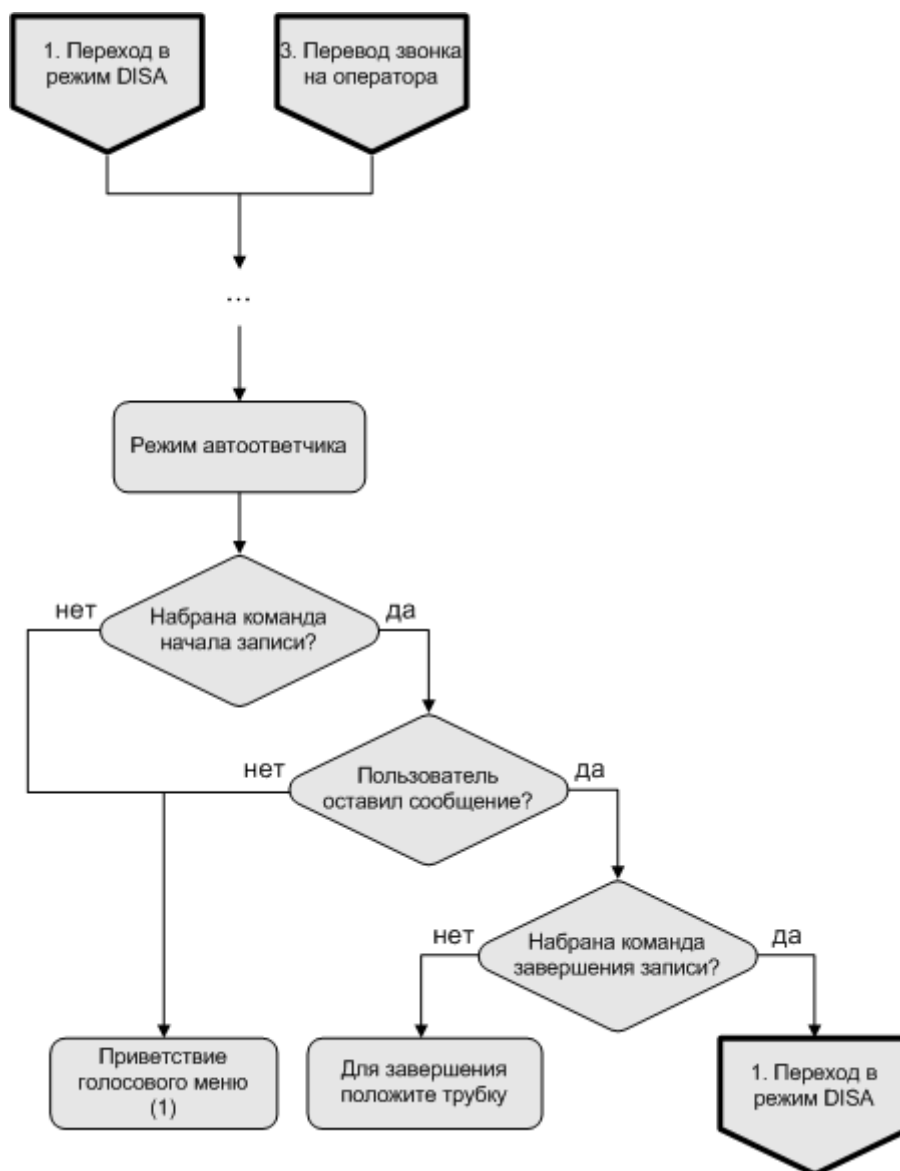 1. Переход в
режим DISA
3. Перевод звонка
на оператора
...
Режим автоответчика
Набрана команда
начала записи?
нет
да
Пользователь
оставил сообщение?
нет
да
Набрана команда
завершения записи?
нет
да
Приветствие
голосового меню
(1)
Для завершения
положите трубку
1. Переход в
режим DISA